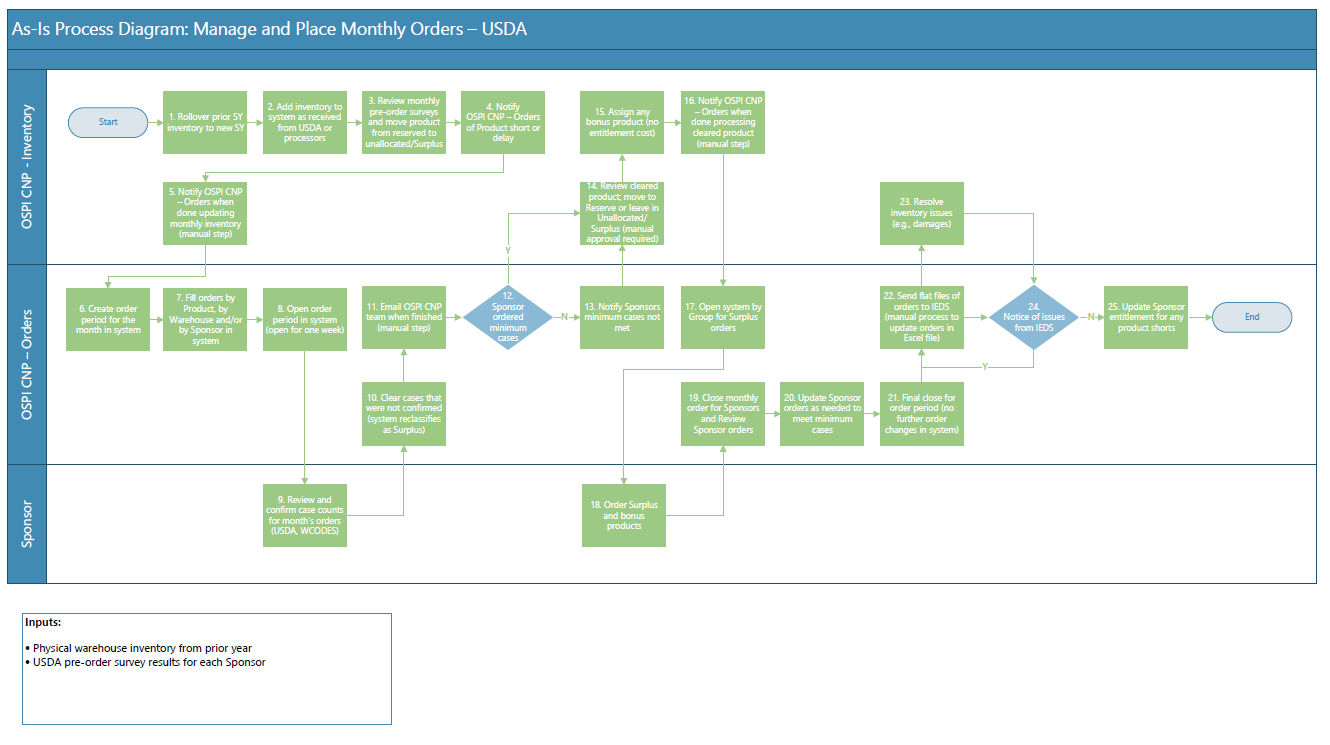 As-Is Process Diagram: Manage and Place Monthly Orders – USDA
OSPI CNP - Inventory
Start
1. Rollover prior SY
inventory to new SY
2. Add inventory to
system as received
from USDA or
processors
3. Review monthly
pre-order surveys
and move product
from reserved to
unallocated/Surplus
4. Notify
OSPI CNP – Orders
of Product short or
delay
15. Assign any
bonus product (no
entitlement cost)
16. Notify OSPI CNP
– Orders when
done processing
cleared product
(manual step)
5. Notify OSPI CNP
– Orders when
done updating
monthly inventory
(manual step)
14. Review cleared
product; move to
Reserve or leave in
Unallocated/
Surplus (manual
approval required)
23. Resolve
inventory issues
(e.g., damages)
Y
OSPI CNP – Orders
6. Create order
period for the
month in system
7. Fill orders by
Product, by
Warehouse and/or
by Sponsor in
system
8. Open order
period in system
(open for one week)
11. Email OSPI CNP
team when finished
(manual step)
12.
Sponsor
ordered
minimum
cases
N
13. Notify Sponsors
minimum cases not
met
17. Open system by
Group for Surplus
orders
22. Send flat files of
orders to IEDS
(manual process to
update orders in
Excel file)
24.
Notice of issues
from IEDS
N
25. Update Sponsor
entitlement for any
product shorts
End
Y
10. Clear cases that
were not confirmed
(system reclassifies
as Surplus)
19. Close monthly
order for Sponsors
and Review
Sponsor orders
20. Update Sponsor
orders as needed to
meet minimum
cases
21. Final close for
order period (no
further order
changes in system)
Sponsor
9. Review and
confirm case counts
for month's orders
(USDA, WCODES)
18. Order Surplus
and bonus
products
Inputs:
• Physical warehouse inventory from prior year
• USDA pre-order survey results for each Sponsor